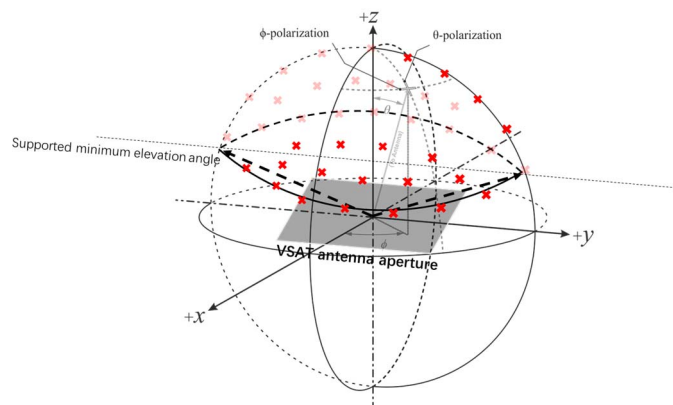 +z
ϕ-polarization
θ-polarization
θ
Supported minimum elevation angle
+y
ϕ
VSAT antenna aperture
+x